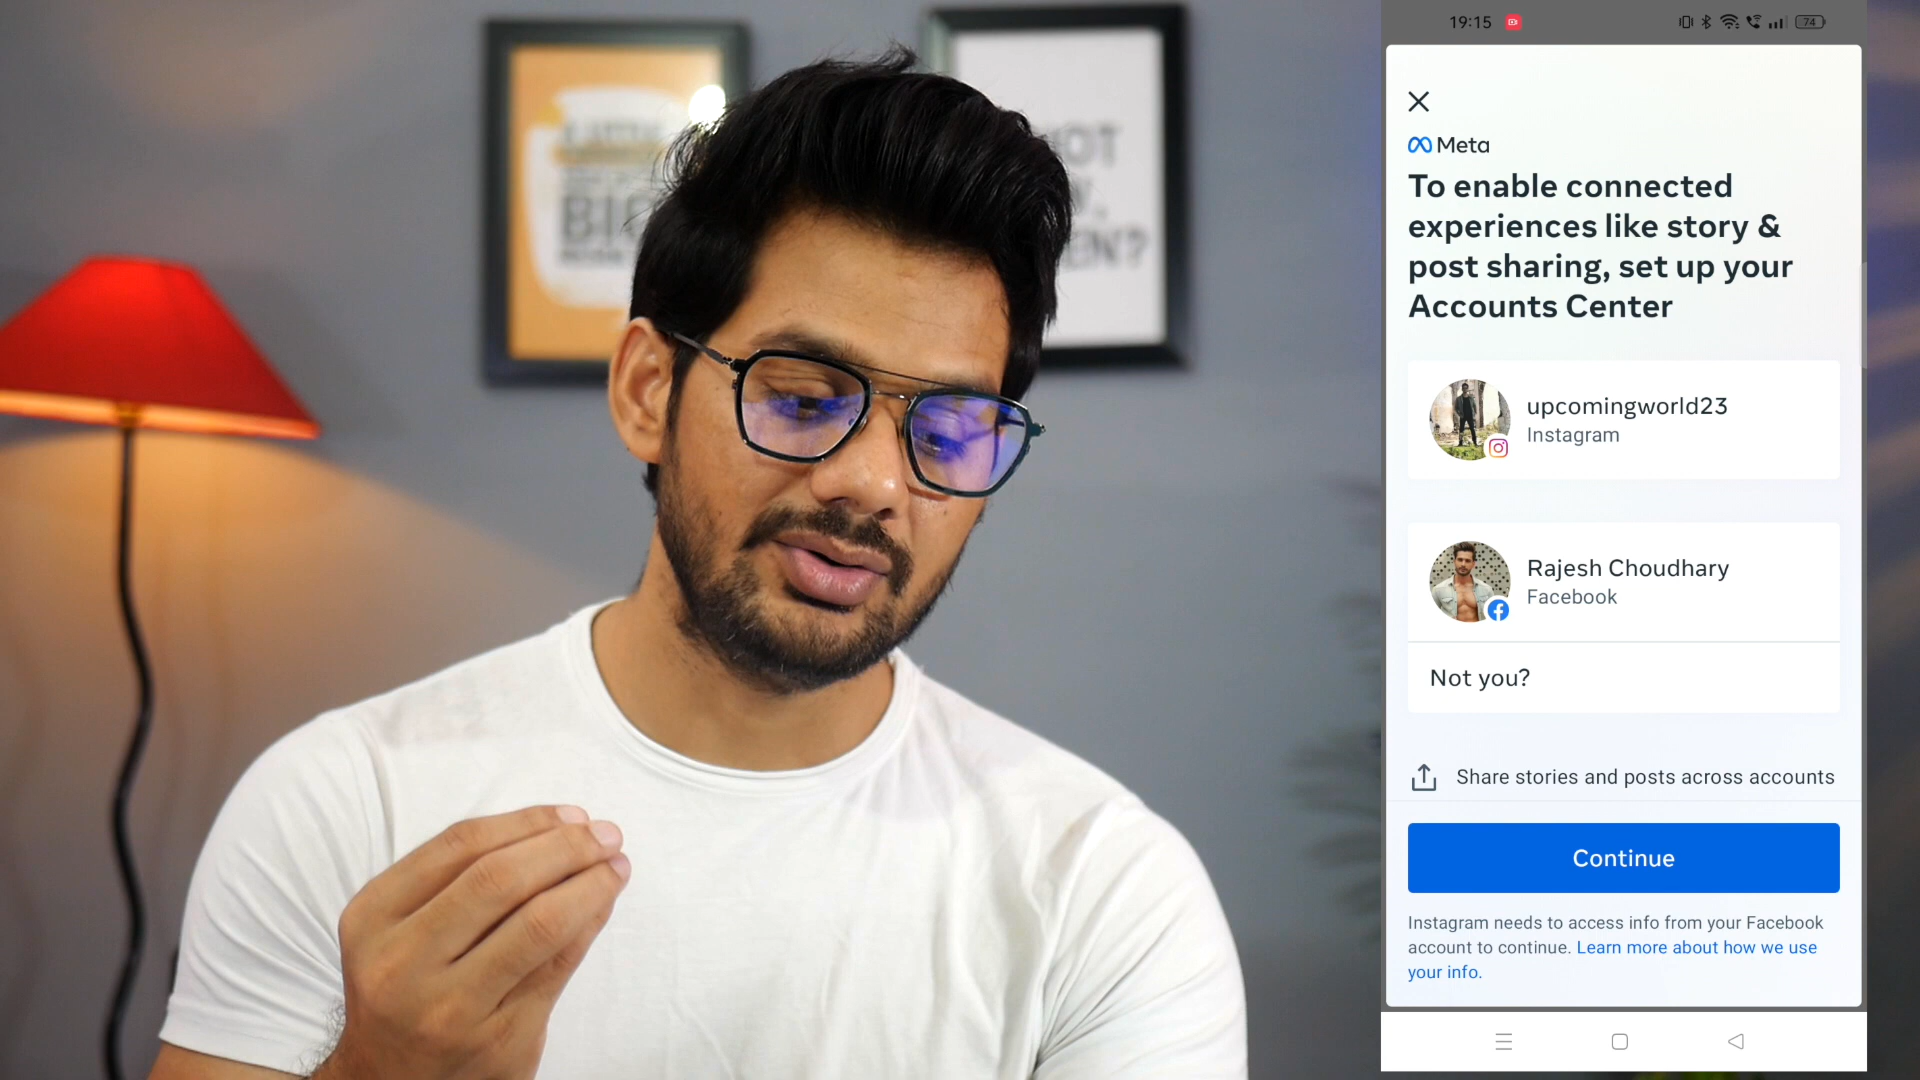 BIG
NOT
19:15
74
Meta
To enable connected
experiences like story &
post sharing, set up your
Accounts Center
upcomingworld23
Instagram
Rajesh Choudhary
Facebook
Not you?
Share stories and posts across accounts
Continue
Instagram needs to access info from your Facebook
account to continue. Learn more about how we use
your info.